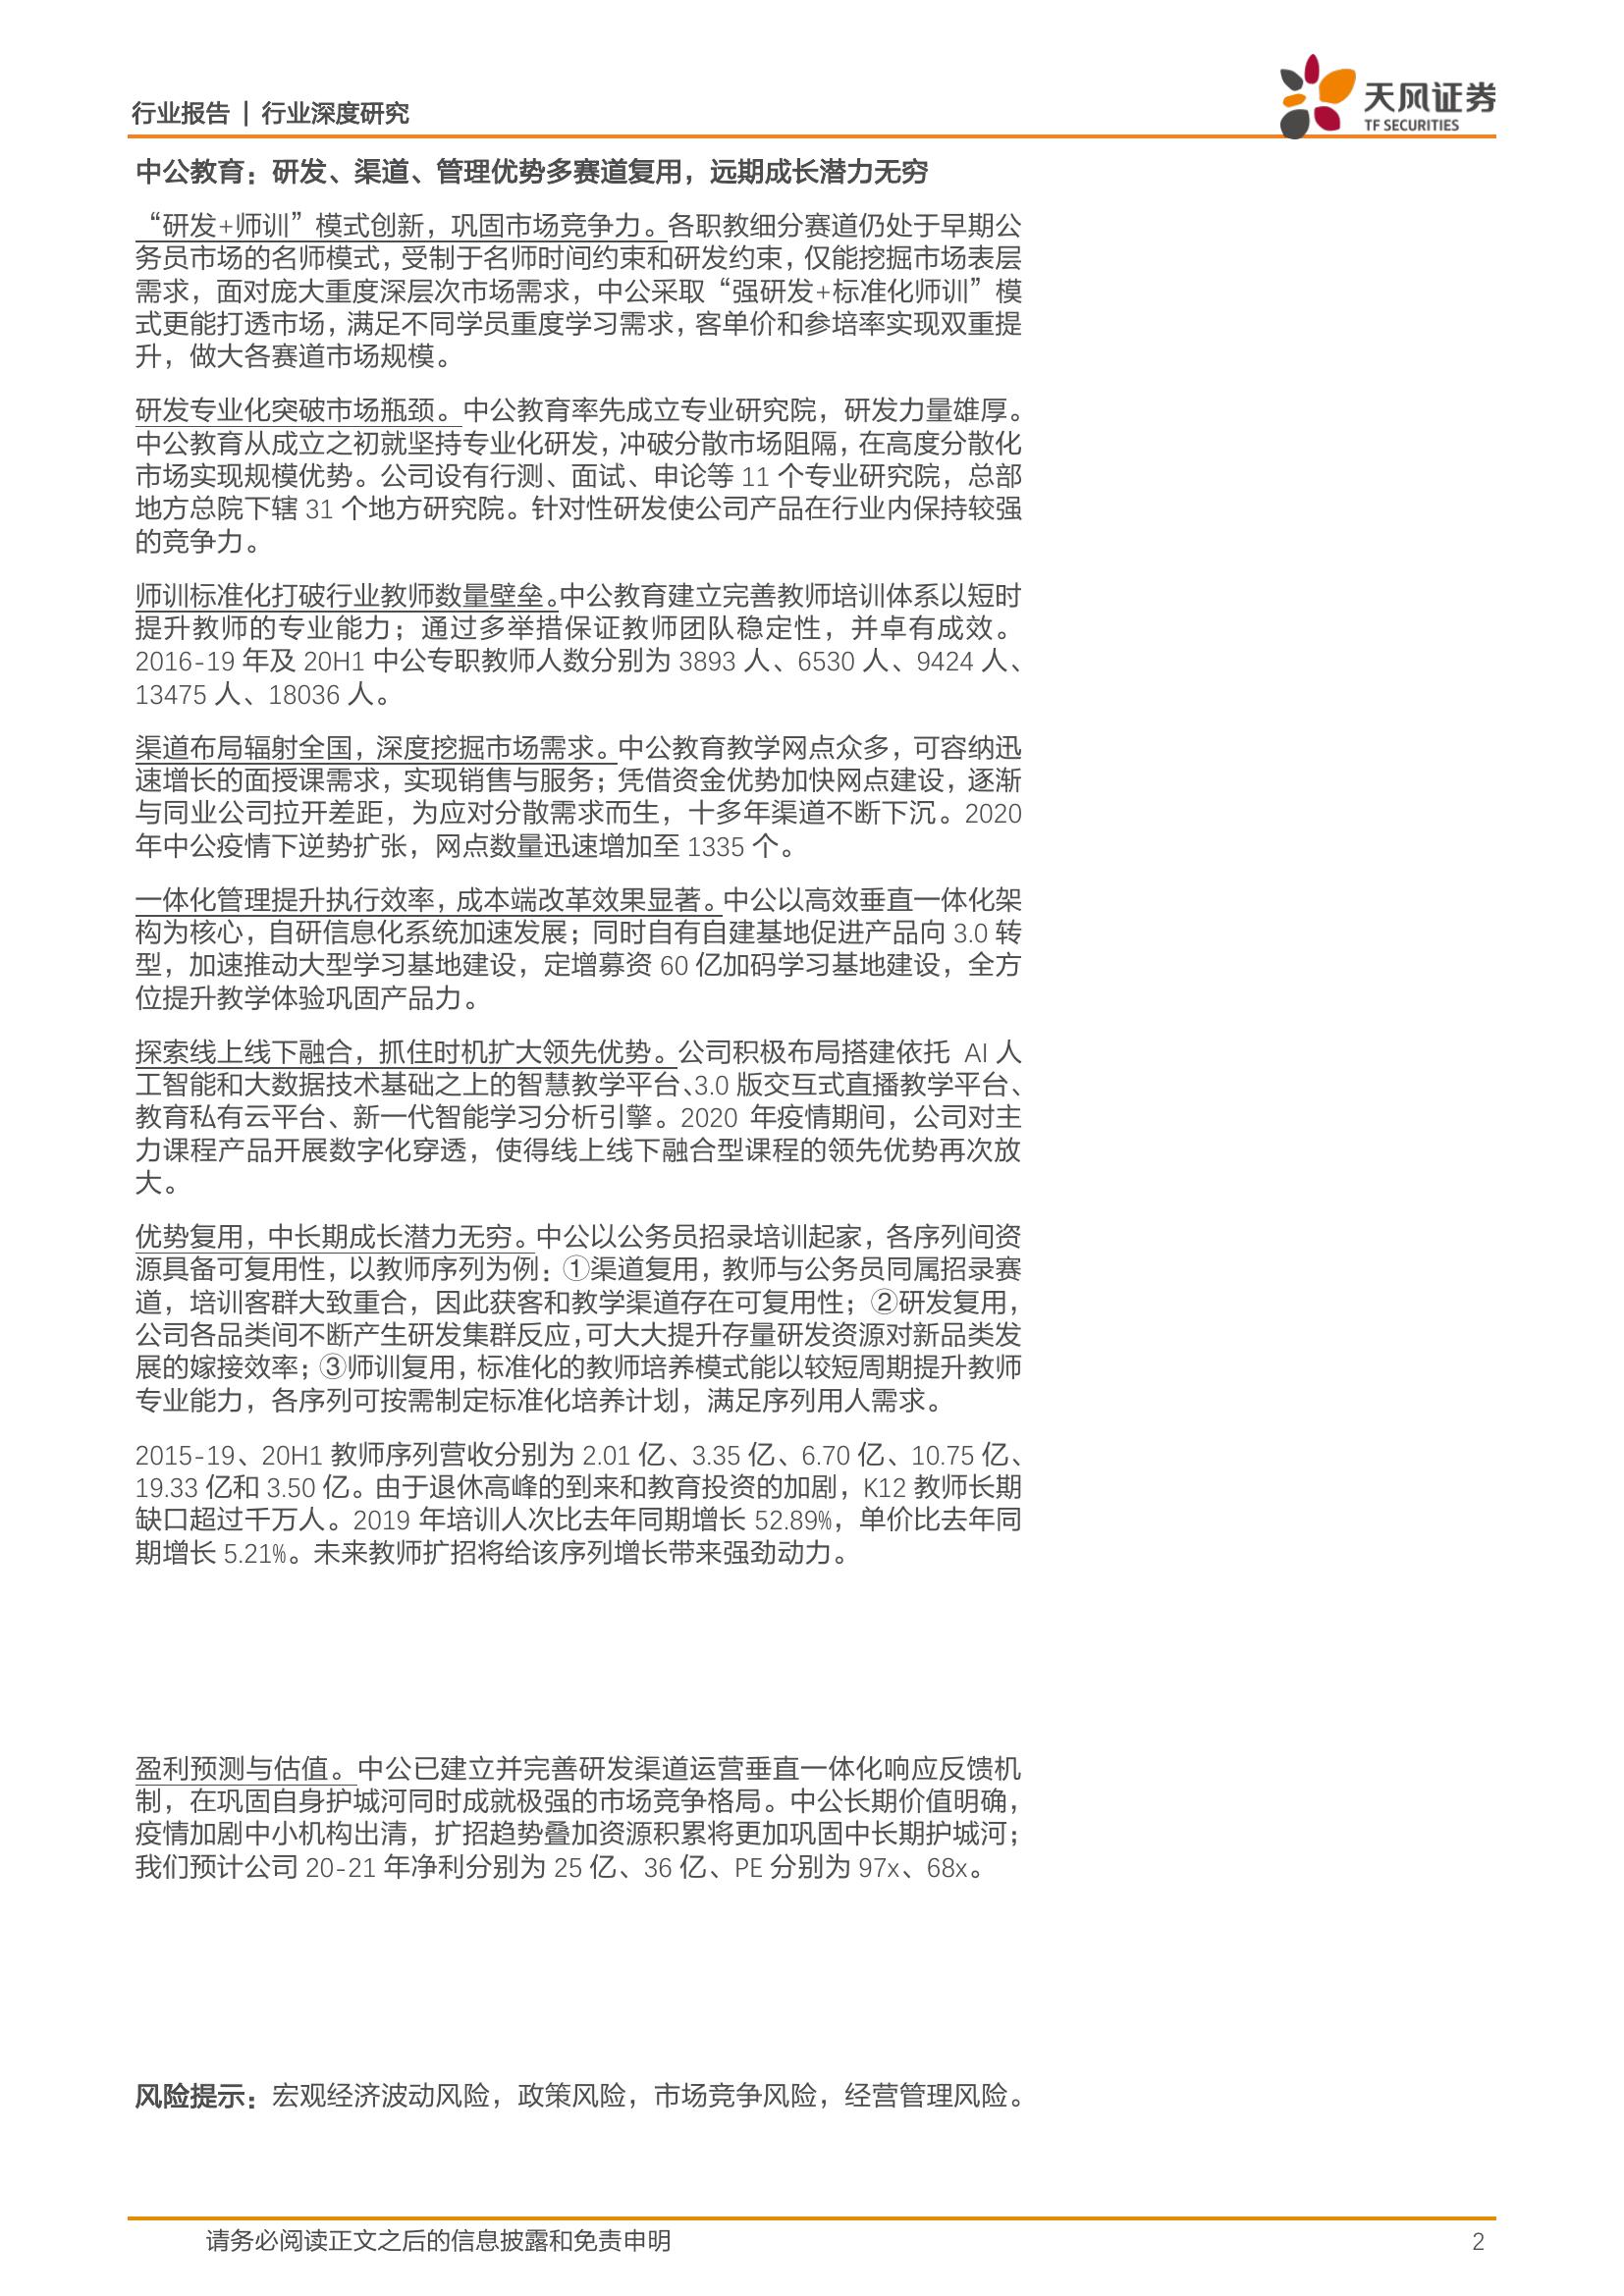 行业报告 | 行业深度研究
天风证券
TF SECURITIES
中公教育：研发、渠道、管理优势多赛道复用，远期成长潜力无穷
“研发+师训”模式创新，巩固市场竞争力。各职教细分赛道仍处于早期公
务员市场的名师模式，受制于名师时间约束和研发约束，仅能挖掘市场表层
需求，面对庞大重度深层次市场需求，中公采取“强研发+标准化师训”模
式更能打透市场，满足不同学员重度学习需求，客单价和参培率实现双重提
升，做大各赛道市场规模。
研发专业化突破市场瓶颈。中公教育率先成立专业研究院，研发力量雄厚。
中公教育从成立之初就坚持专业化研发，冲破分散市场阻隔，在高度分散化
市场实现规模优势。公司设有行测、面试、申论等 11 个专业研究院，总部
地方总院下辖 31 个地方研究院。针对性研发使公司产品在行业内保持较强
的竞争力。
师训标准化打破行业教师数量壁垒。中公教育建立完善教师培训体系以短时
提升教师的专业能力；通过多举措保证教师团队稳定性，并卓有成效。
2016-19 年及 20H1 中公专职教师人数分别为 3893 人、6530 人、9424 人、
13475 人、18036 人。
渠道布局辐射全国，深度挖掘市场需求。中公教育教学网点众多，可容纳迅
速增长的面授课需求，实现销售与服务；凭借资金优势加快网点建设，逐渐
与同业公司拉开差距，为应对分散需求而生，十多年渠道不断下沉。2020
年中公疫情下逆势扩张，网点数量迅速增加至 1335 个。
一体化管理提升执行效率，成本端改革效果显著。中公以高效垂直一体化架
构为核心，自研信息化系统加速发展；同时自有自建基地促进产品向 3.0 转
型，加速推动大型学习基地建设，定增募资 60 亿加码学习基地建设，全方
位提升教学体验巩固产品力。
探索线上线下融合，抓住时机扩大领先优势。公司积极布局搭建依托 AI 人
工智能和大数据技术基础之上的智慧教学平台、3.0 版交互式直播教学平台、
教育私有云平台、新一代智能学习分析引擎。2020 年疫情期间，公司对主
力课程产品开展数字化穿透，使得线上线下融合型课程的领先优势再次放
大。
优势复用，中长期成长潜力无穷。中公以公务员招录培训起家，各序列间资
源具备可复用性，以教师序列为例：①渠道复用，教师与公务员同属招录赛
道，培训客群大致重合，因此获客和教学渠道存在可复用性；②研发复用，
公司各品类间不断产生研发集群反应，可大大提升存量研发资源对新品类发
展的嫁接效率；③师训复用，标准化的教师培养模式能以较短周期提升教师
专业能力，各序列可按需制定标准化培养计划，满足序列用人需求。
2015-19、20H1 教师序列营收分别为 2.01 亿、3.35 亿、6.70 亿、10.75 亿、
19.33 亿和 3.50 亿。由于退休高峰的到来和教育投资的加剧，K12 教师长期
缺口超过千万人。2019 年培训人次比去年同期增长 52.89%，单价比去年同
期增长 5.21%。未来教师扩招将给该序列增长带来强劲动力。
盈利预测与估值。中公已建立并完善研发渠道运营垂直一体化响应反馈机
制，在巩固自身护城河同时成就极强的市场竞争格局。中公长期价值明确，
疫情加剧中小机构出清，扩招趋势叠加资源积累将更加巩固中长期护城河；
我们预计公司 20-21 年净利分别为 25 亿、36 亿、PE 分别为 97x、68x。
风险提示：宏观经济波动风险，政策风险，市场竞争风险，经营管理风险。
请务必阅读正文之后的信息披露和免责申明
2